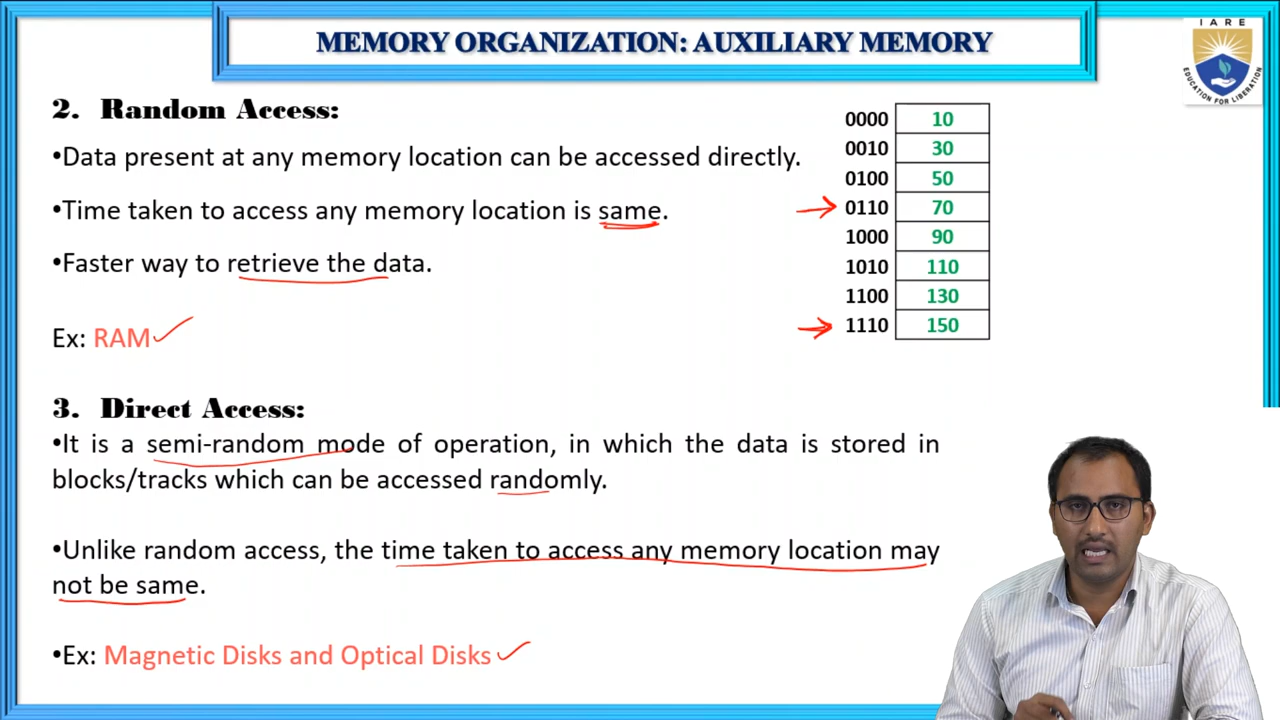 MEMORY ORGANIZATION: AUXILIARY MEMORY
IARE
EDUCATION FOR LIBERATION
2. Random Access:
•Data present at any memory location can be accessed directly.
•Time taken to access any memory location is same.
•Faster way to retrieve the data.
Ex: RAM
0000 10
0010 30
0100 50
0110 70
1000 90
1010 110
1100 130
1110 150
3. Direct Access:
•It is a semi-random mode of operation, in which the data is stored in
blocks/tracks which can be accessed randomly.
•Unlike random access, the time taken to access any memory location may
not be same.
•Ex: Magnetic Disks and Optical Disks